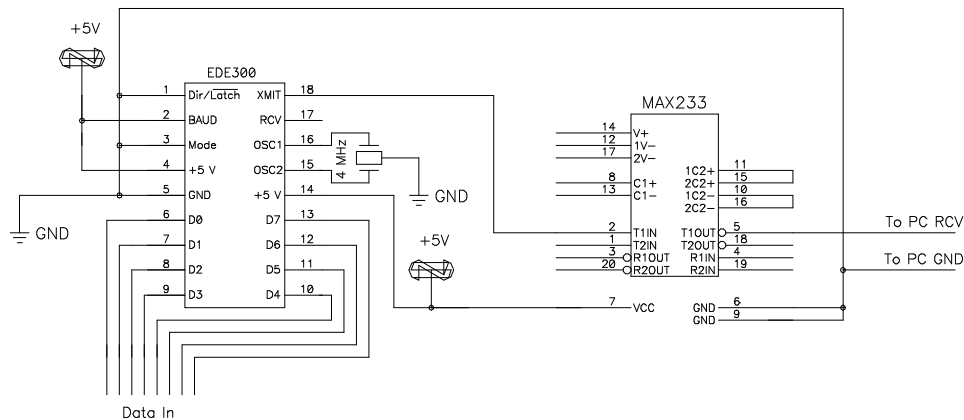 +5V
EDE300
1 Dir/Latch XMIT 18
2 BAUD RCV 17
3 Mode OSC1 16
4 +5 V OSC2 15
5 GND +5 V 14
6 D0 D7 13
7 D1 D6 12
8 D2 D5 11
9 D3 D4 10
4 MHz
GND
GND
Data In
+5V
MAX233
14 V+
12 1V-
17 2V-
1C2+ 11
8 C1+ 2C2+ 15
13 C1- 1C2- 10
2C2- 16
2 T1IN T1OUT 5
1 T2IN T2OUT 18
3 R1OUT R1IN 4
20 R2OUT R2IN 19
7 VCC GND 6
GND 9
To PC RCV
To PC GND